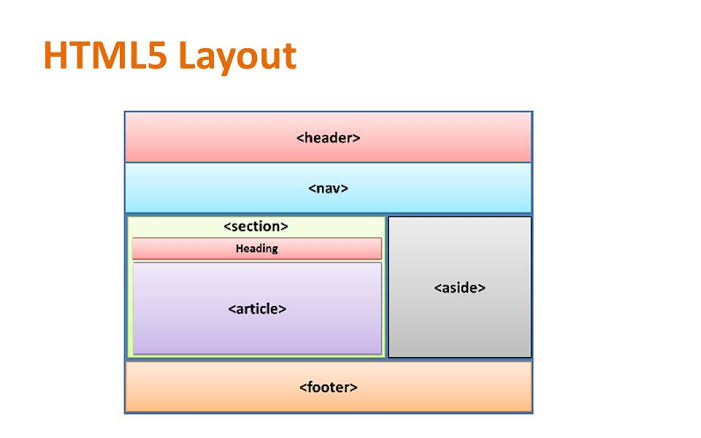 HTML5 Layout
<header>
<nav>
<section>
Heading
<article>
<aside>
<footer>